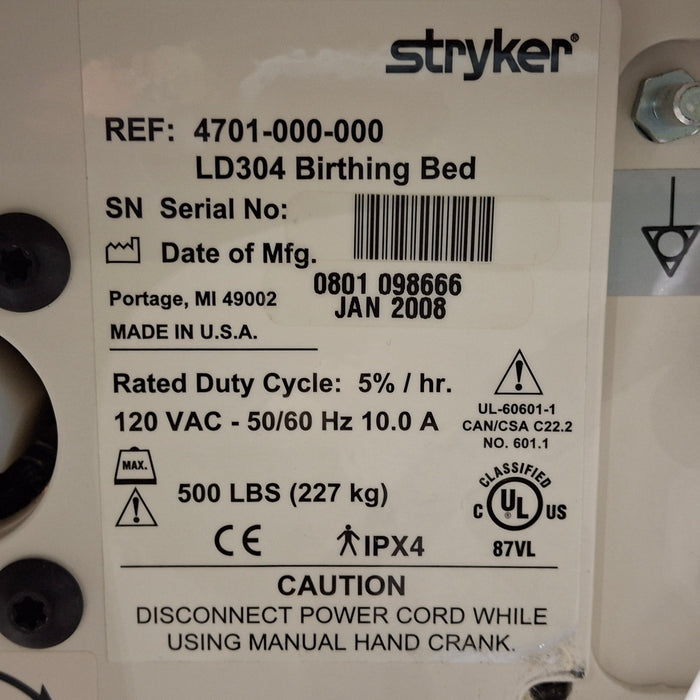 stryker®
REF: 4701-000-000
LD304 Birthing Bed
SN Serial No:
Date of Mfg.
0801 098666
JAN 2008
Portage, MI 49002
MADE IN U.S.A.
Rated Duty Cycle: 5% / hr.
120 VAC - 50/60 Hz 10.0 A
UL-60601-1
CAN/CSA C22.2
NO. 601.1
MAX.
500 LBS (227 kg)
CLASSIFIED
C UL® US
87VL
CE IPX4
CAUTION
DISCONNECT POWER CORD WHILE
USING MANUAL HAND CRANK.